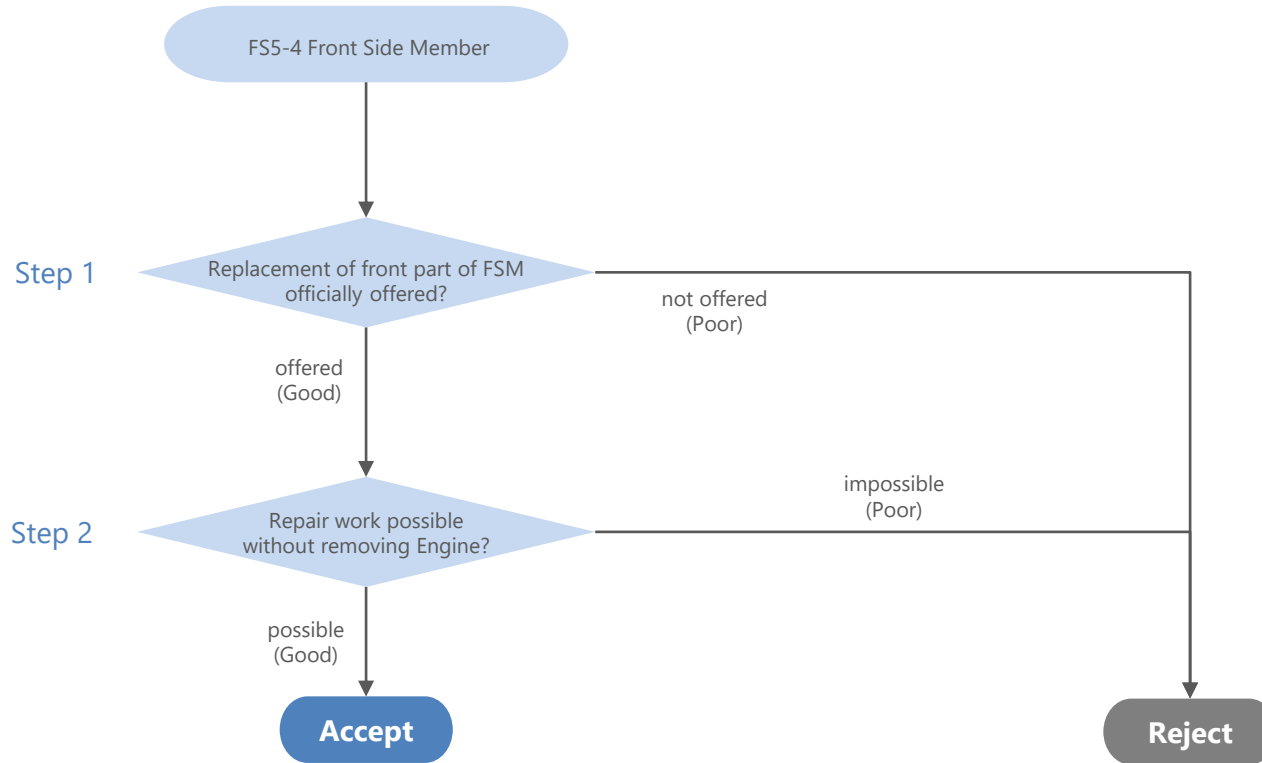 FS5-4 Front Side Member
Step 1
Replacement of front part of FSM
officially offered?
not offered
(Poor)
offered
(Good)
impossible
(Poor)
Step 2
Repair work possible
without removing Engine?
possible
(Good)
Accept
Reject